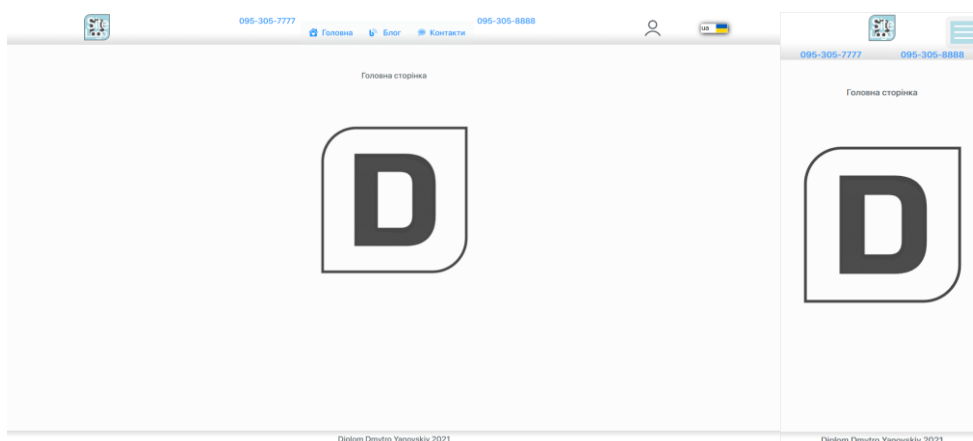 095-305-7777
095-305-8888
Головна Блог Контакти
ua
Головна сторінка
D
Diplom Dmytro Yanovskiy 2021
095-305-7777 095-305-8888
Головна сторінка
D
Diplom Dmytro Yanovskiy 2021